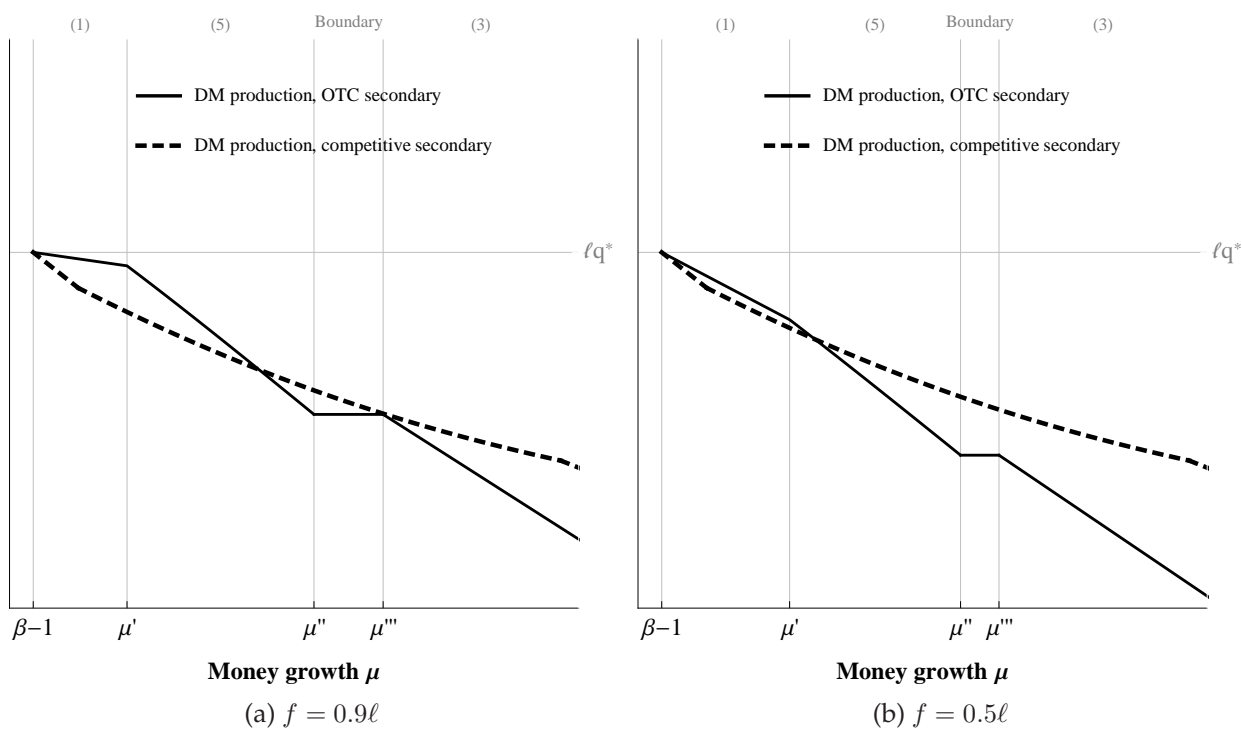 (1) (5) Boundary (3)
DM production, OTC secondary
DM production, competitive secondary
ℓq*
β−1 μ' μ'' μ'''
Money growth μ
(a) f = 0.9ℓ
(1) (5) Boundary (3)
DM production, OTC secondary
DM production, competitive secondary
ℓq*
β−1 μ' μ'' μ'''
Money growth μ
(b) f = 0.5ℓ